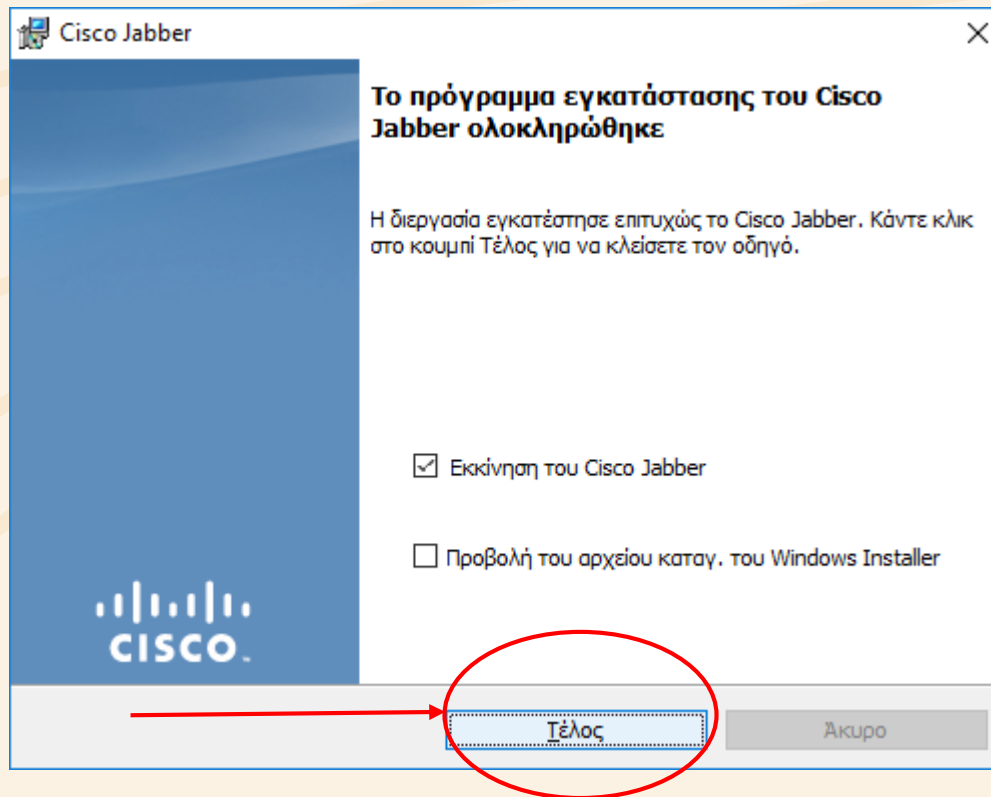 Cisco Jabber
Το πρόγραμμα εγκατάστασης του Cisco
Jabber ολοκληρώθηκε
Η διεργασία εγκατέστησε επιτυχώς το Cisco Jabber. Κάντε κλικ
στο κουμπί Τέλος για να κλείσετε τον οδηγό.
Εκκίνηση του Cisco Jabber
Προβολή του αρχείου καταγ. του Windows Installer
CISCO.
Τέλος
Άκυρο